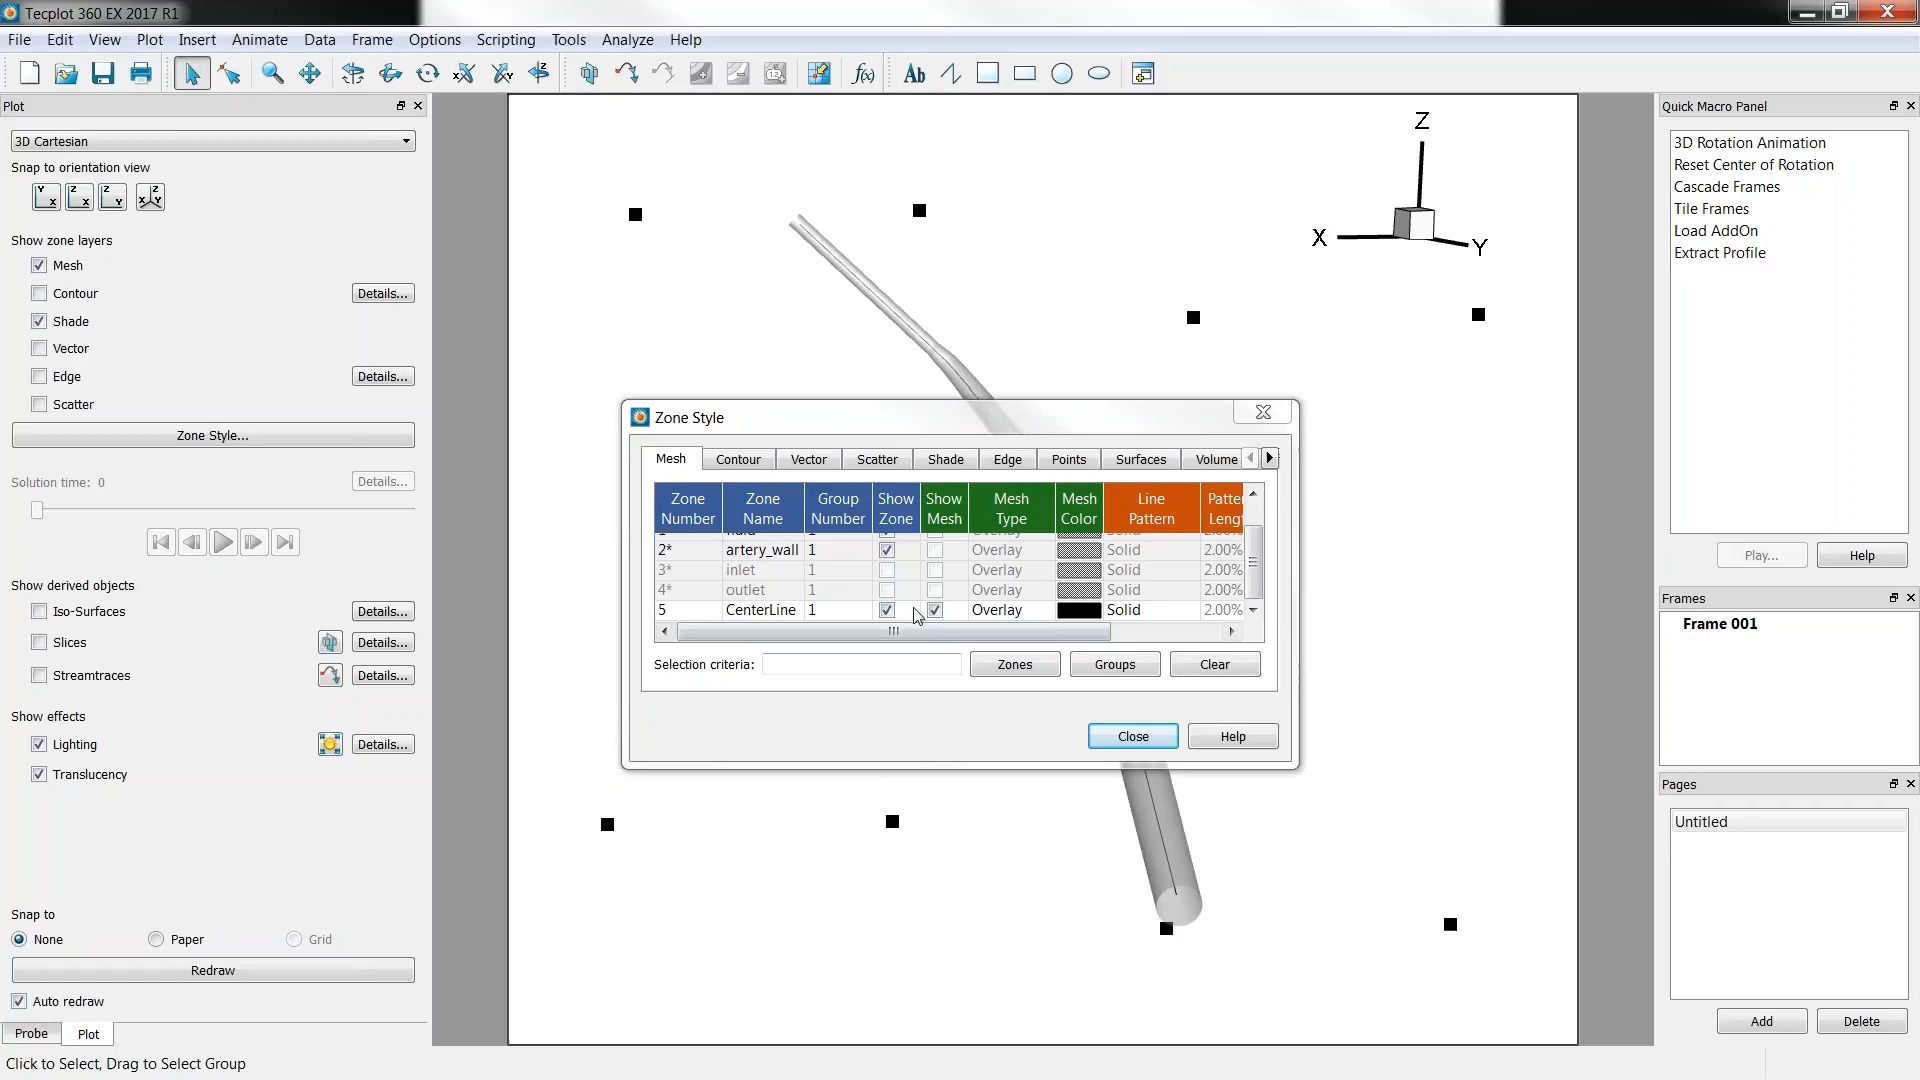 Tecplot 360 EX 2017 R1
File Edit View Plot Insert Animate Data Frame Options Scripting Tools Analyze Help
Plot
3D Cartesian
Snap to orientation view
Show zone layers
Mesh
Contour Details...
Shade
Vector
Edge Details...
Scatter
Zone Style...
Solution time: 0 Details...
Show derived objects
Iso-Surfaces Details...
Slices Details...
Streamtraces Details...
Show effects
Lighting Details...
Translucency
Snap to
None Paper Grid
Redraw
Auto redraw
Probe Plot
Click to Select, Drag to Select Group
Z
X
Y
Zone Style
Mesh Contour Vector Scatter Shade Edge Points Surfaces Volume
Zone Zone Group Show Show Mesh Mesh Line Patter
Number Name Number Zone Mesh Type Color Pattern Leng
2* artery_wall 1 Overlay Solid 2.00%
3* inlet 1 Overlay Solid 2.00%
4* outlet 1 Overlay Solid 2.00%
5 CenterLine 1 Overlay Solid 2.00%
Selection criteria: Zones Groups Clear
Close Help
Quick Macro Panel
3D Rotation Animation
Reset Center of Rotation
Cascade Frames
Tile Frames
Load AddOn
Extract Profile
Play... Help
Frames
Frame 001
Pages
Untitled
Add Delete